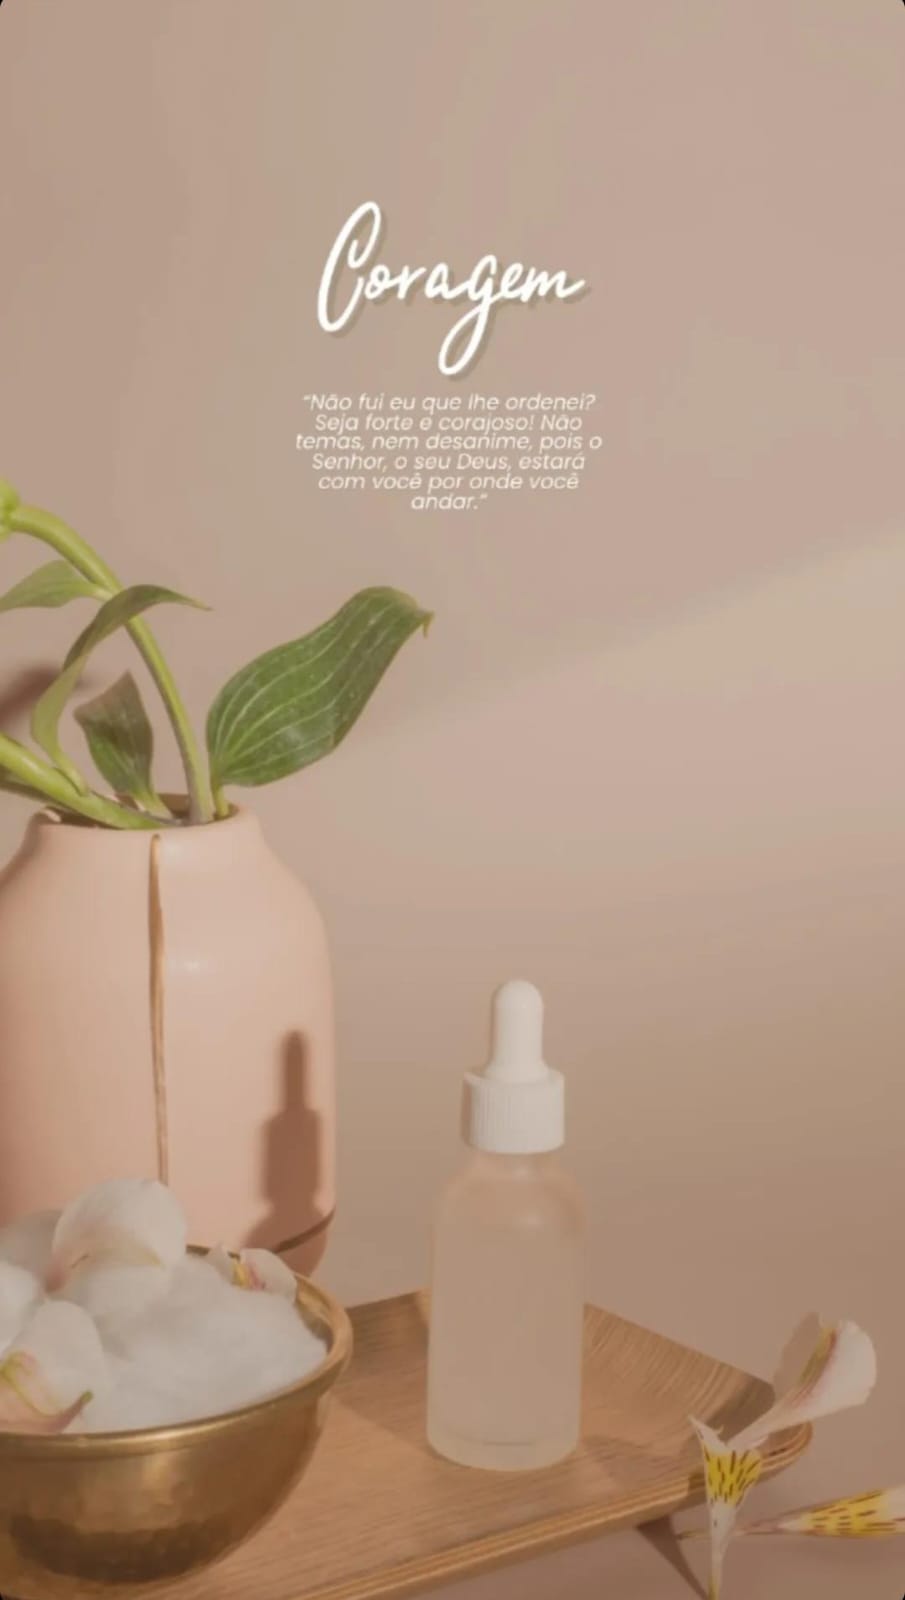 Coragem
“Não fui eu que lhe ordenei?
Seja forte e corajoso! Não
temas, nem desanime, pois o
Senhor, o seu Deus, estará
com você por onde você
andar.”